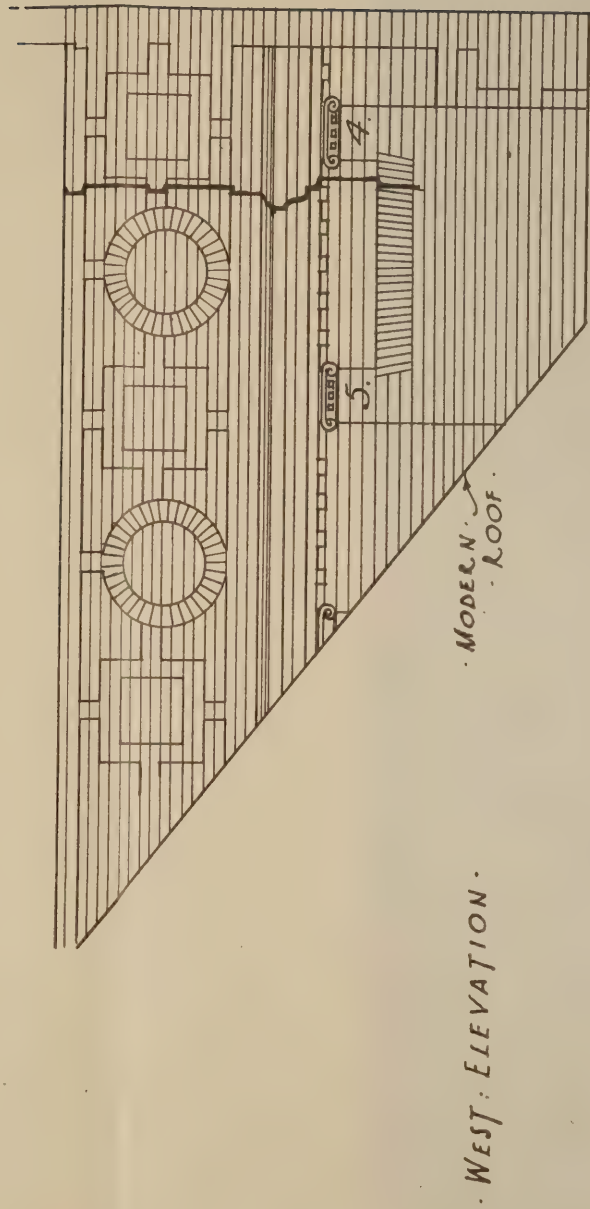 4.
5.
· MODERN ·
· ROOF ·
· WEST : ELEVATION ·